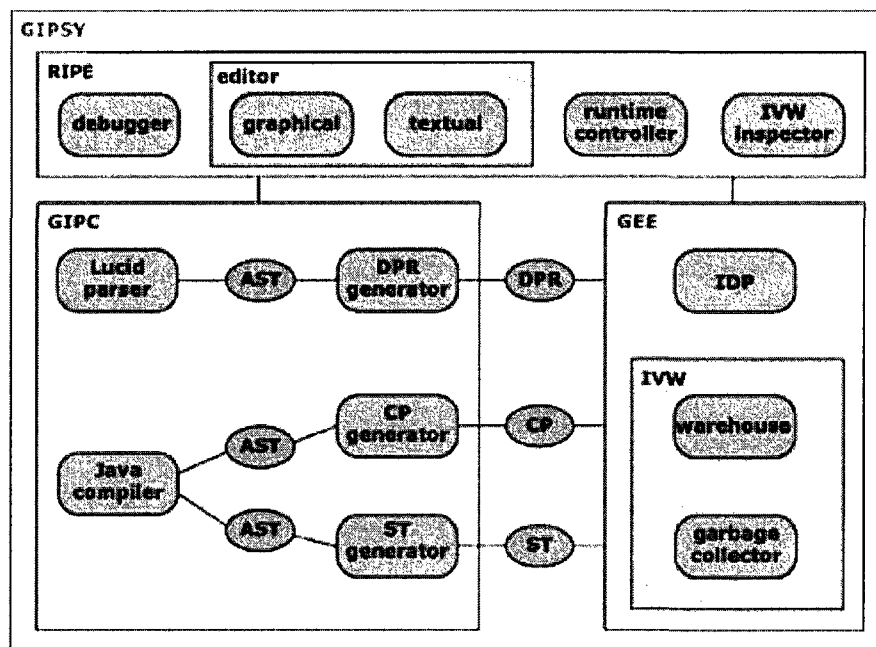 GIPSY
RIPE
editor
debugger
graphical
textual
runtime
controller
IVW
inspector
GIPC
GEE
Lucid
parser
AST
DPR
generator
DPR
IDP
IVW
CP
generator
CP
warehouse
AST
Java
compiler
AST
ST
generator
ST
garbage
collector